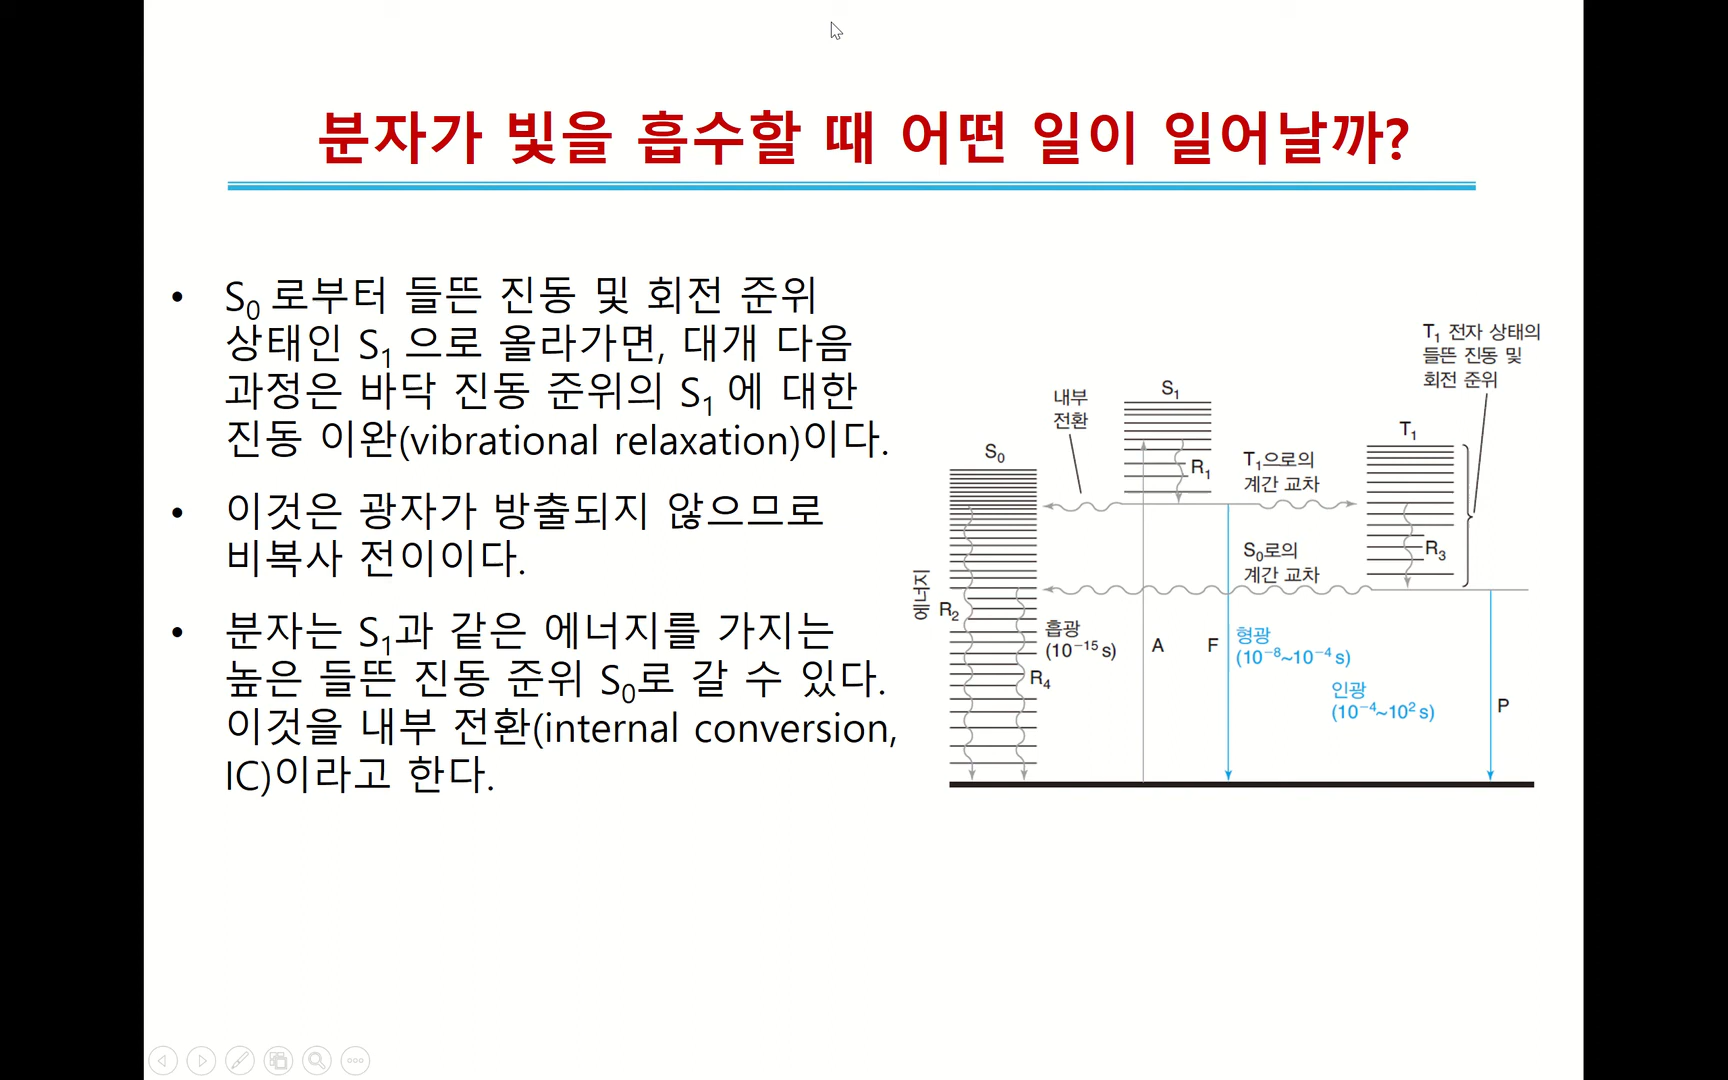 분자가 빛을 흡수할 때 어떤 일이 일어날까?
• S₀ 로부터 들뜬 진동 및 회전 준위
상태인 S₁ 으로 올라가면, 대개 다음
과정은 바닥 진동 준위의 S₁ 에 대한
진동 이완(vibrational relaxation)이다.
• 이것은 광자가 방출되지 않으므로
비복사 전이이다.
• 분자는 S₁과 같은 에너지를 가지는
높은 들뜬 진동 준위 S₀로 갈 수 있다.
이것을 내부 전환(internal conversion,
IC)이라고 한다.
T₁ 전자 상태의
들뜬 진동 및
회전 준위
내부
전환
S₁
S₀
T₁
R₁
T₁으로의
계간 교차
R₃
S₀로의
계간 교차
에너지
R₂
흡광
(10⁻¹⁵ s)
A
F
형광
(10⁻⁸~10⁻⁴ s)
R₄
인광
(10⁻⁴~10² s)
P